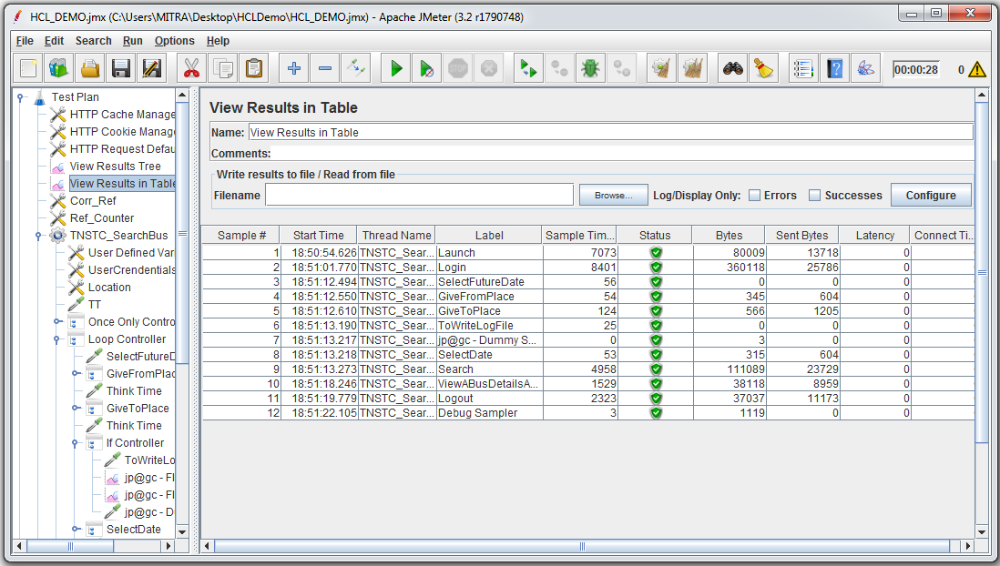 HCL_DEMO.jmx (C:\Users\MITRA\Desktop\HCLDemo\HCL_DEMO.jmx) - Apache JMeter (3.2 r1790748)
File Edit Search Run Options Help
STOP 00:00:28 0
Test Plan
HTTP Cache Manage
HTTP Cookie Manag
HTTP Request Defau
View Results Tree
View Results in Table
Corr_Ref
Ref_Counter
TNSTC_SearchBus
User Defined Var
UserCrendentials
Location
TT
Once Only Contro
Loop Controller
SelectFutureD
GiveFromPlac
Think Time
GiveToPlace
Think Time
If Controller
ToWriteLo
jp@gc - Fl
jp@gc - Fl
jp@gc - D
SelectDate
View Results in Table
Name: View Results in Table
Comments:
Write results to file / Read from file
Filename Browse... Log/Display Only: Errors Successes Configure
Sample # Start Time Thread Name Label Sample Tim... Status Bytes Sent Bytes Latency Connect Ti...
1 18:50:54.626 TNSTC_Sear... Launch 7073 80009 13718 0
2 18:51:01.770 TNSTC_Sear... Login 8401 360118 25786 0
3 18:51:12.494 TNSTC_Sear... SelectFutureDate 56 0 0 0
4 18:51:12.550 TNSTC_Sear... GiveFromPlace 54 345 604 0
5 18:51:12.610 TNSTC_Sear... GiveToPlace 124 566 1205 0
6 18:51:13.190 TNSTC_Sear... ToWriteLogFile 25 0 0 0
7 18:51:13.217 TNSTC_Sear... jp@gc - Dummy S... 0 3 0 0
8 18:51:13.218 TNSTC_Sear... SelectDate 53 315 604 0
9 18:51:13.273 TNSTC_Sear... Search 4958 111089 23729 0
10 18:51:18.246 TNSTC_Sear... ViewABusDetailsA... 1529 38118 8959 0
11 18:51:19.779 TNSTC_Sear... Logout 2323 37037 11173 0
12 18:51:22.105 TNSTC_Sear... Debug Sampler 3 1119 0 0